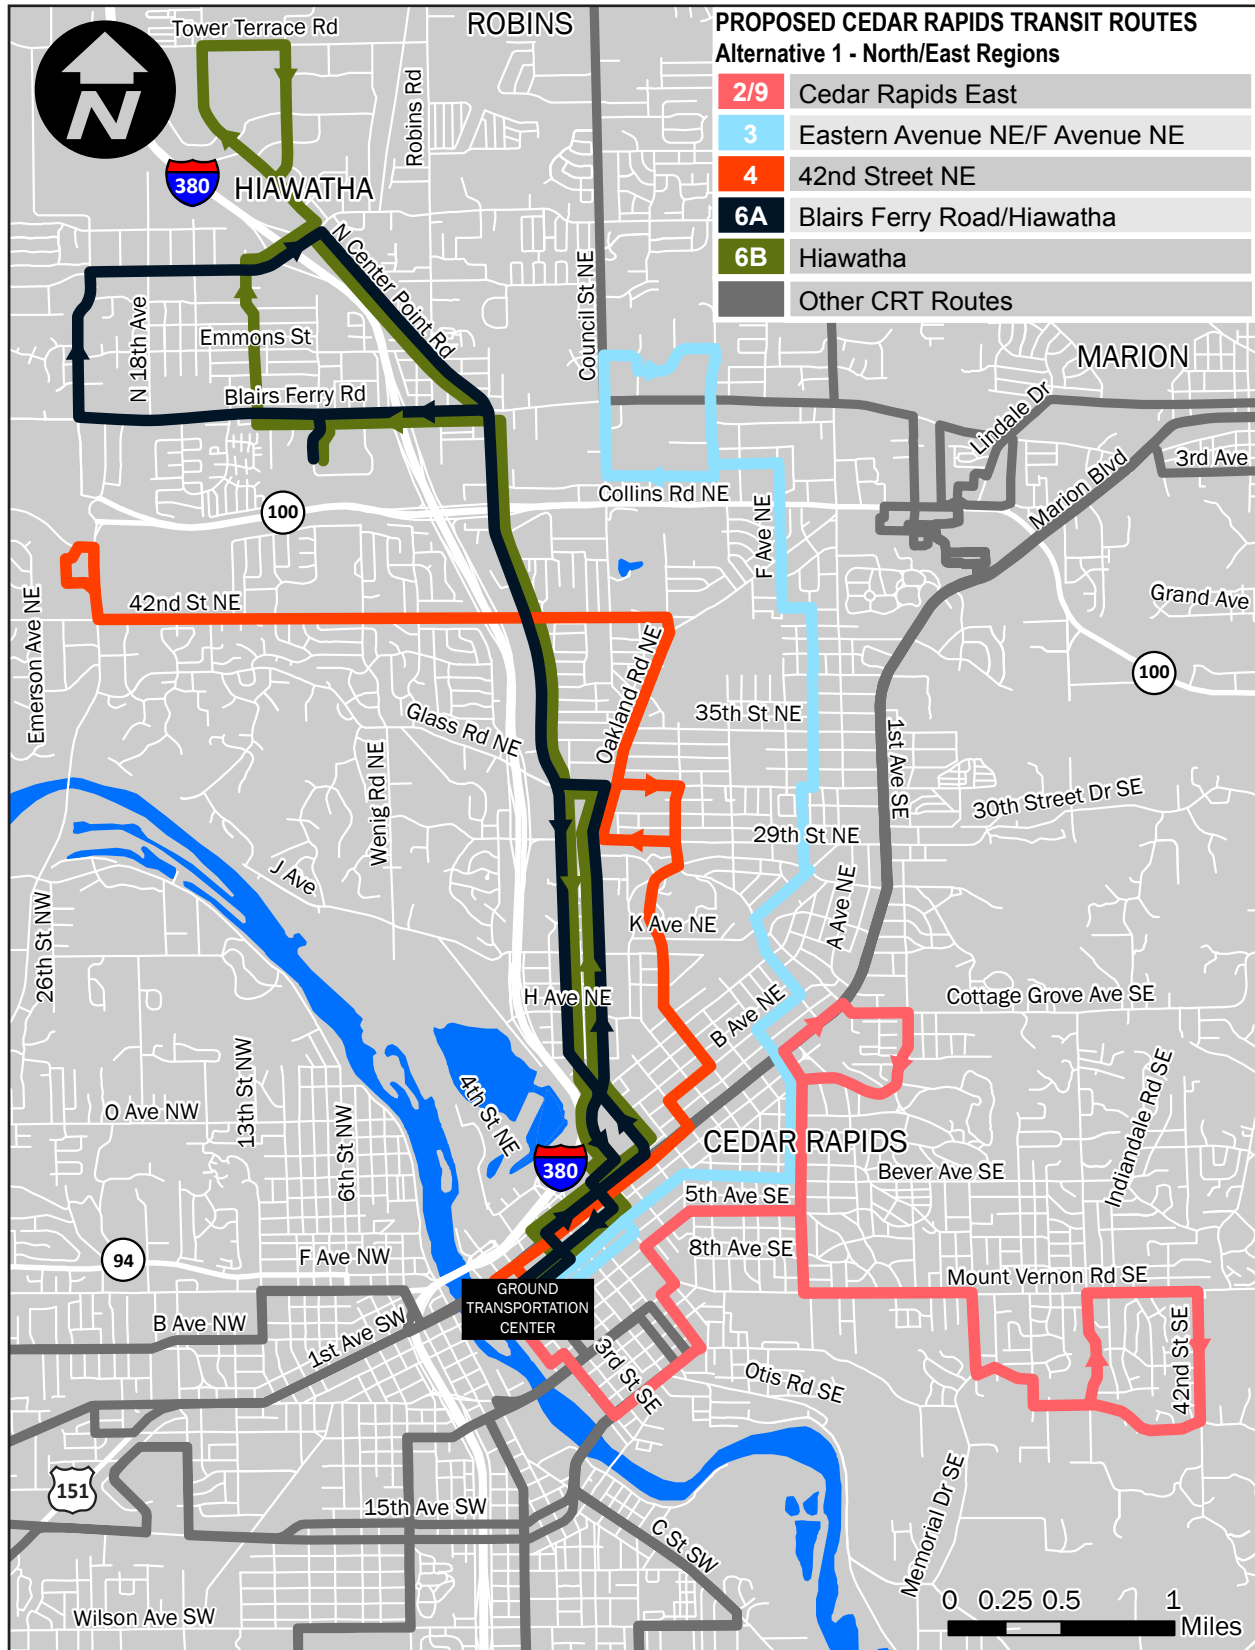 PROPOSED CEDAR RAPIDS TRANSIT ROUTES
Alternative 1 - North/East Regions
2/9 Cedar Rapids East
3 Eastern Avenue NE/F Avenue NE
4 42nd Street NE
6A Blairs Ferry Road/Hiawatha
6B Hiawatha
Other CRT Routes
N
Tower Terrace Rd
ROBINS
Robins Rd
380
HIAWATHA
N Center Point Rd
Council St NE
N 18th Ave
Emmons St
Blairs Ferry Rd
MARION
Lindale Dr
Marion Blvd
3rd Ave
Collins Rd NE
100
F Ave NE
Grand Ave
42nd St NE
Emerson Ave NE
Oakland Rd NE
100
35th St NE
Glass Rd NE
1st Ave SE
Wenig Rd NE
30th Street Dr SE
29th St NE
J Ave
A Ave NE
K Ave NE
26th St NW
H Ave NE
B Ave NE
Cottage Grove Ave SE
4th St NE
13th St NW
O Ave NW
6th St NW
380
CEDAR RAPIDS
Bever Ave SE
Indiandale Rd SE
5th Ave SE
8th Ave SE
94
F Ave NW
Mount Vernon Rd SE
GROUND
TRANSPORTATION
CENTER
B Ave NW
1st Ave SW
3rd St SE
42nd St SE
Otis Rd SE
151
15th Ave SW
C St SW
Memorial Dr SE
Wilson Ave SW
0 0.25 0.5 1
Miles